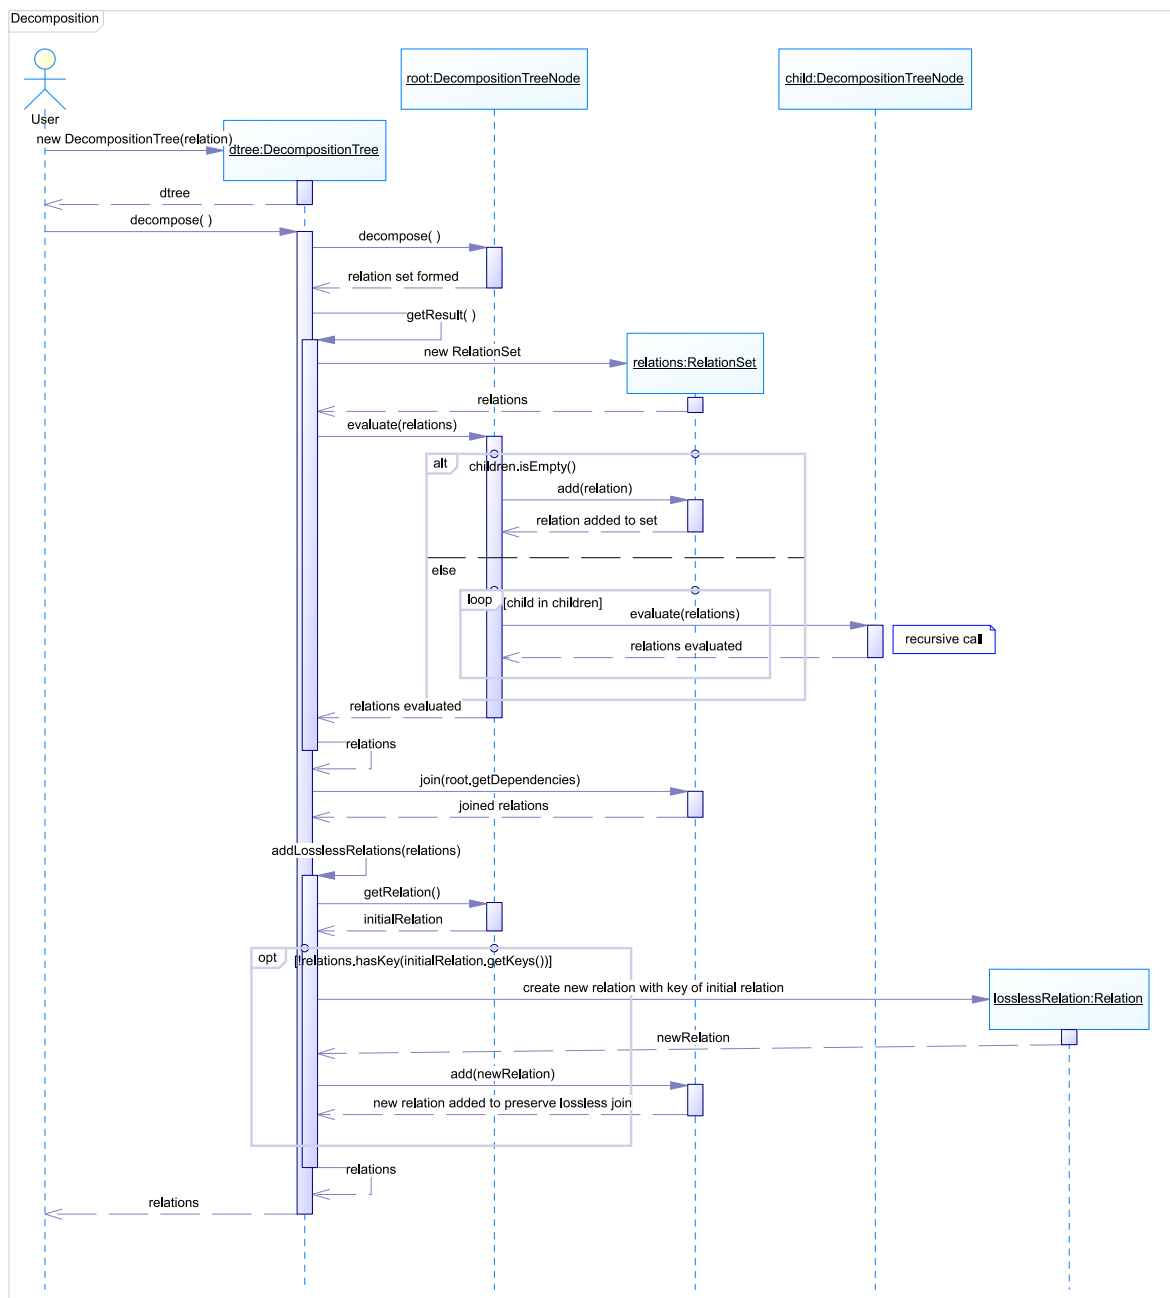 Decomposition
root:DecompositionTreeNode
child:DecompositionTreeNode
User
new DecompositionTree(relation)
dtree:DecompositionTree
dtree
decompose( )
decompose( )
relation set formed
getResult( )
new RelationSet
relations:RelationSet
relations
evaluate(relations)
alt
children.isEmpty()
add(relation)
relation added to set
else
loop
[child in children]
evaluate(relations)
recursive call
relations evaluated
relations evaluated
relations
join(root.getDependencies)
joined relations
addLosslessRelations(relations)
getRelation()
initialRelation
opt
[!relations.hasKey(initialRelation.getKeys())]
create new relation with key of initial relation
losslessRelation:Relation
newRelation
add(newRelation)
new relation added to preserve lossless join
relations
relations